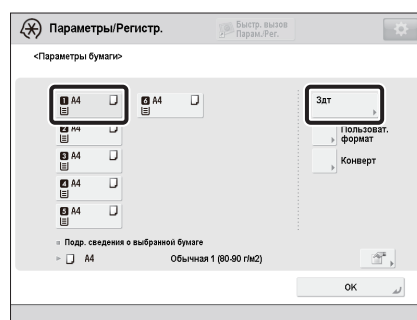 Параметры/Регистр.
Быстр. вызов
Парам./Рег.
<Параметры бумаги>
1 A4
6 A4
2 A4
3 A4
4 A4
5 A4
Здт
Пользоват.
формат
Конверт
Подр. сведения о выбранной бумаге
A4 Обычная 1 (80-90 г/м2)
OK